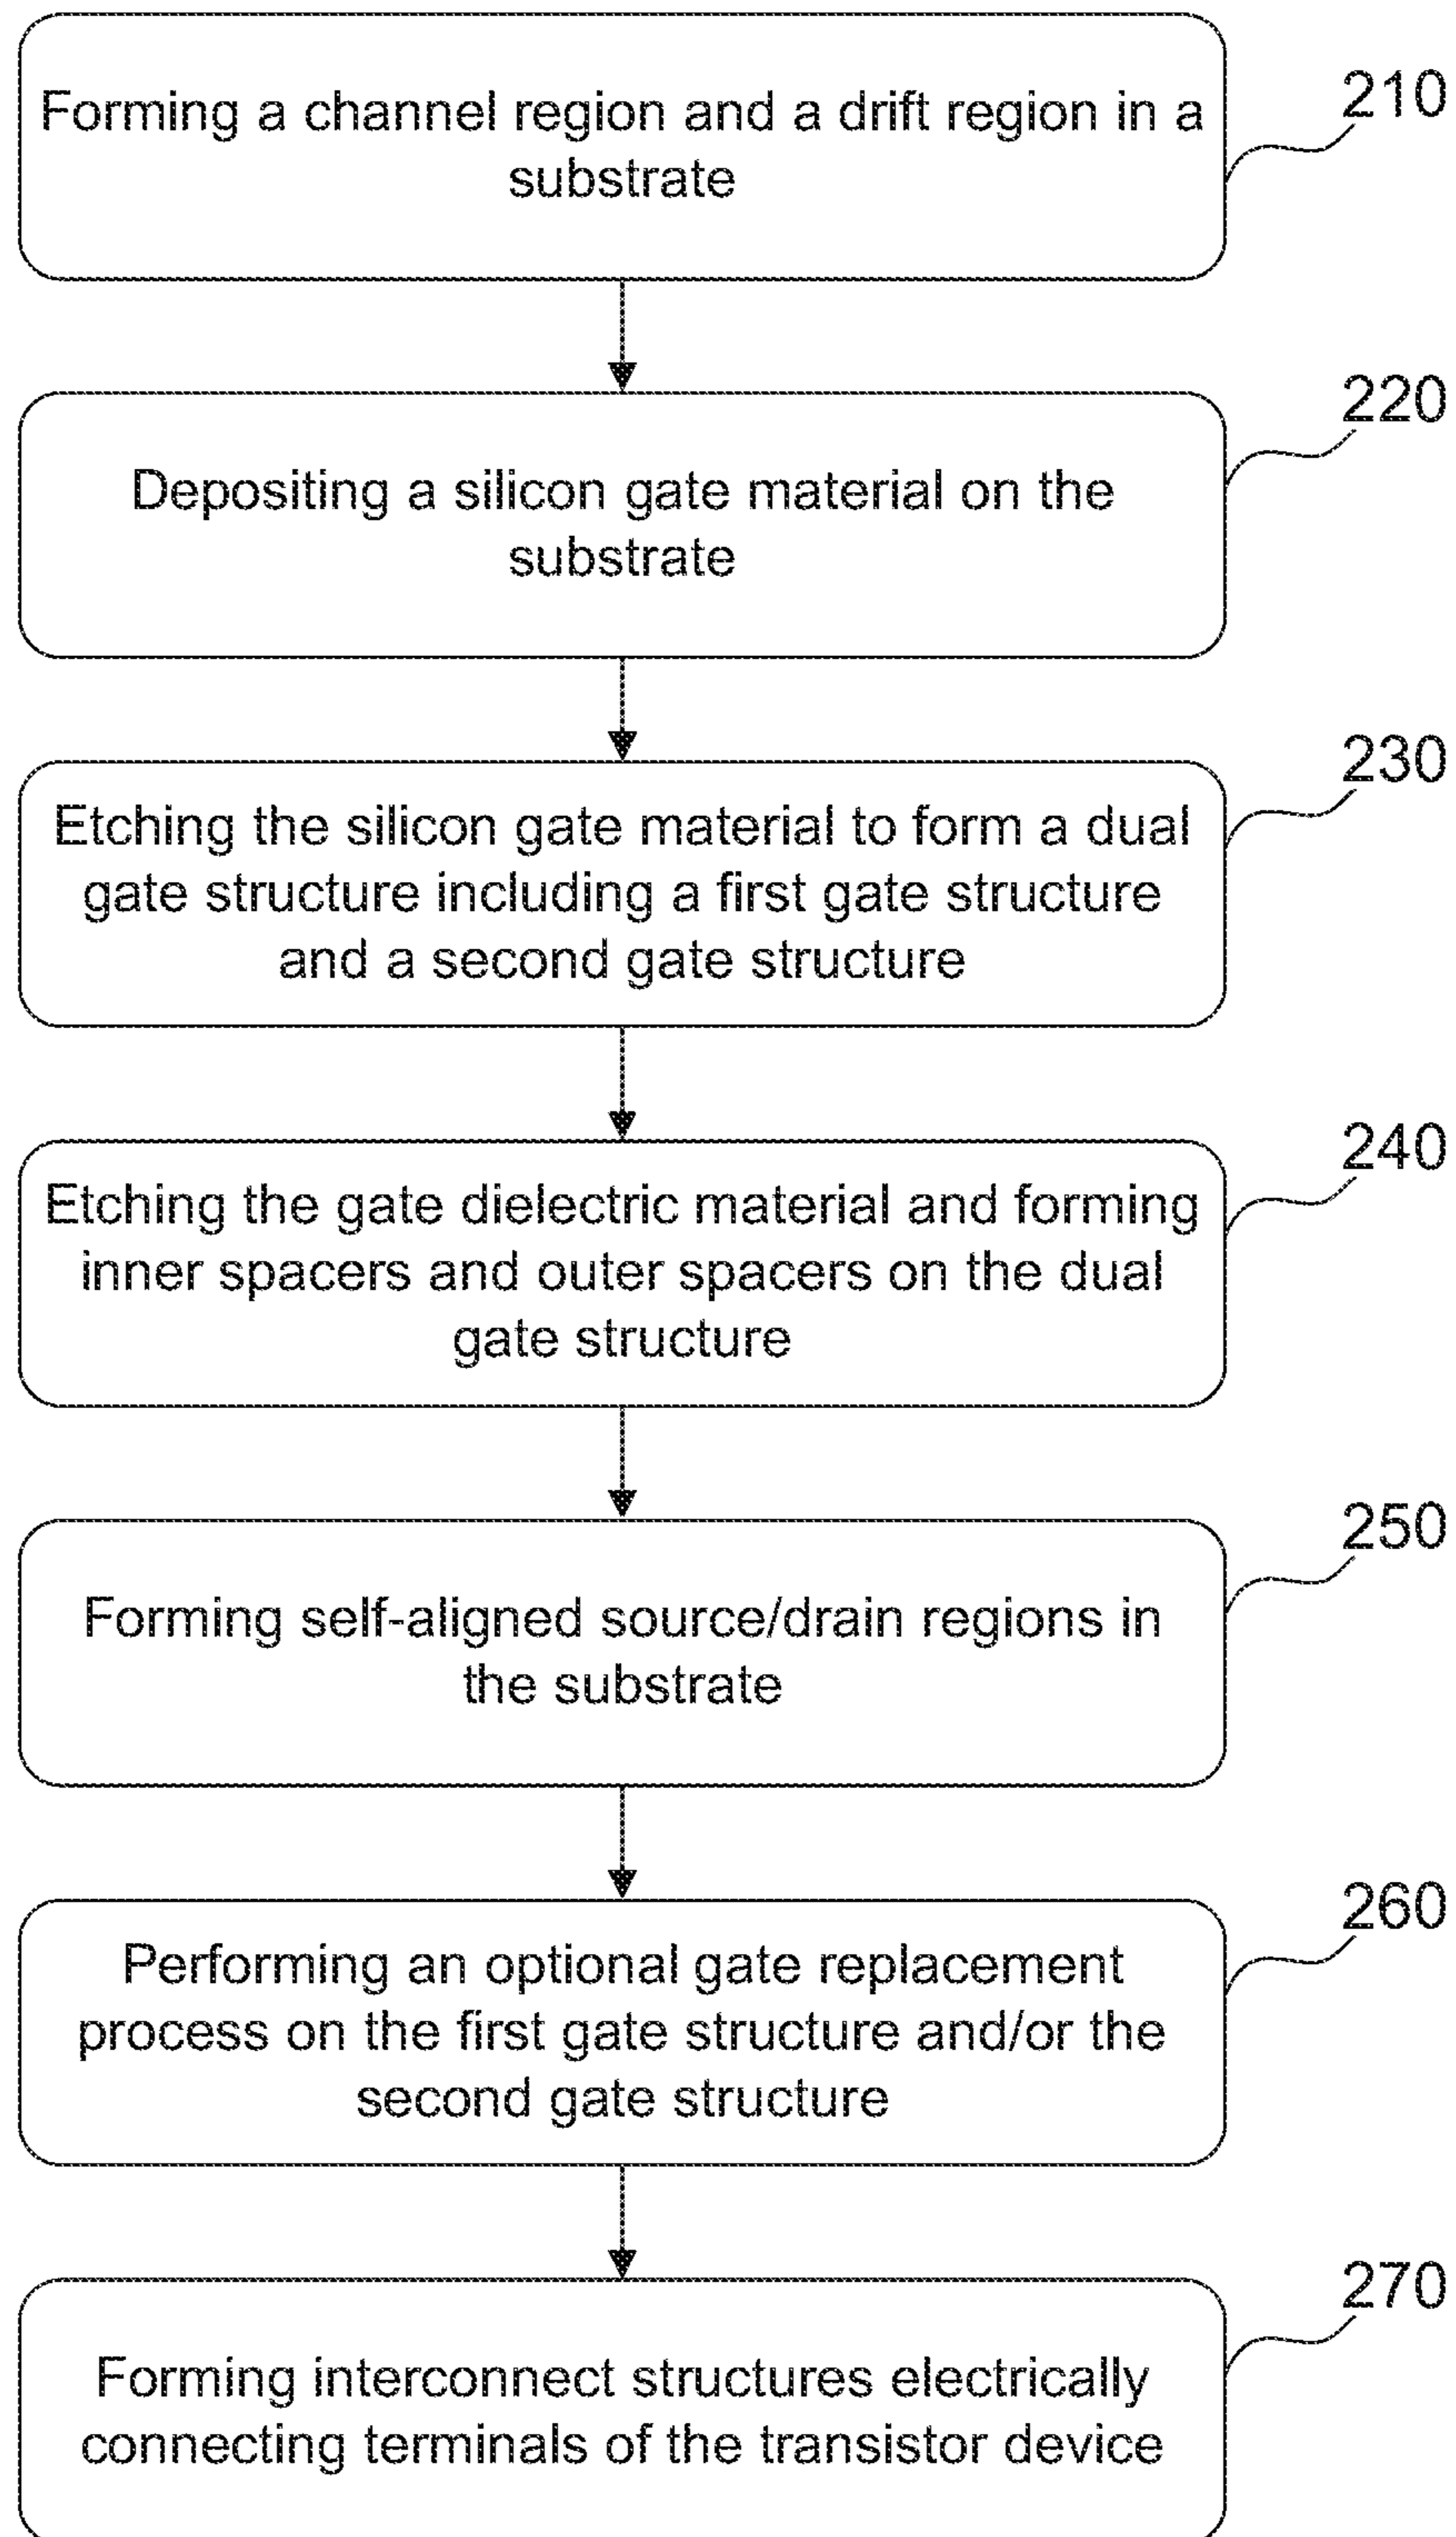 Forming a channel region and a drift region in a
substrate
210
Depositing a silicon gate material on the
substrate
220
Etching the silicon gate material to form a dual
gate structure including a first gate structure
and a second gate structure
230
Etching the gate dielectric material and forming
inner spacers and outer spacers on the dual
gate structure
240
Forming self-aligned source/drain regions in
the substrate
250
Performing an optional gate replacement
process on the first gate structure and/or the
second gate structure
260
Forming interconnect structures electrically
connecting terminals of the transistor device
270